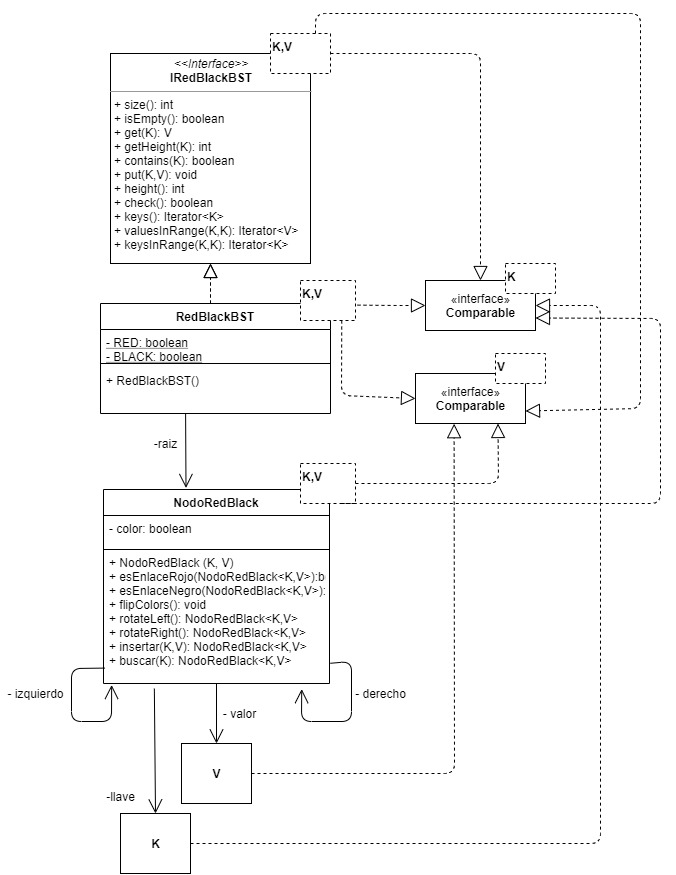 K,V
<<Interface>>
IRedBlackBST
+ size(): int
+ isEmpty(): boolean
+ get(K): V
+ getHeight(K): int
+ contains(K): boolean
+ put(K,V): void
+ height(): int
+ check(): boolean
+ keys(): Iterator<K>
+ valuesInRange(K,K): Iterator<V>
+ keysInRange(K,K): Iterator<K>
K
«interface»
Comparable
K,V
RedBlackBST
- RED: boolean
- BLACK: boolean
+ RedBlackBST()
V
«interface»
Comparable
-raiz
K,V
NodoRedBlack
- color: boolean
+ NodoRedBlack (K, V)
+ esEnlaceRojo(NodoRedBlack<K,V>):b
+ esEnlaceNegro(NodoRedBlack<K,V>):
+ flipColors(): void
+ rotateLeft(): NodoRedBlack<K,V>
+ rotateRight(): NodoRedBlack<K,V>
+ insertar(K,V): NodoRedBlack<K,V>
+ buscar(K): NodoRedBlack<K,V>
- izquierdo
- derecho
- valor
V
-llave
K